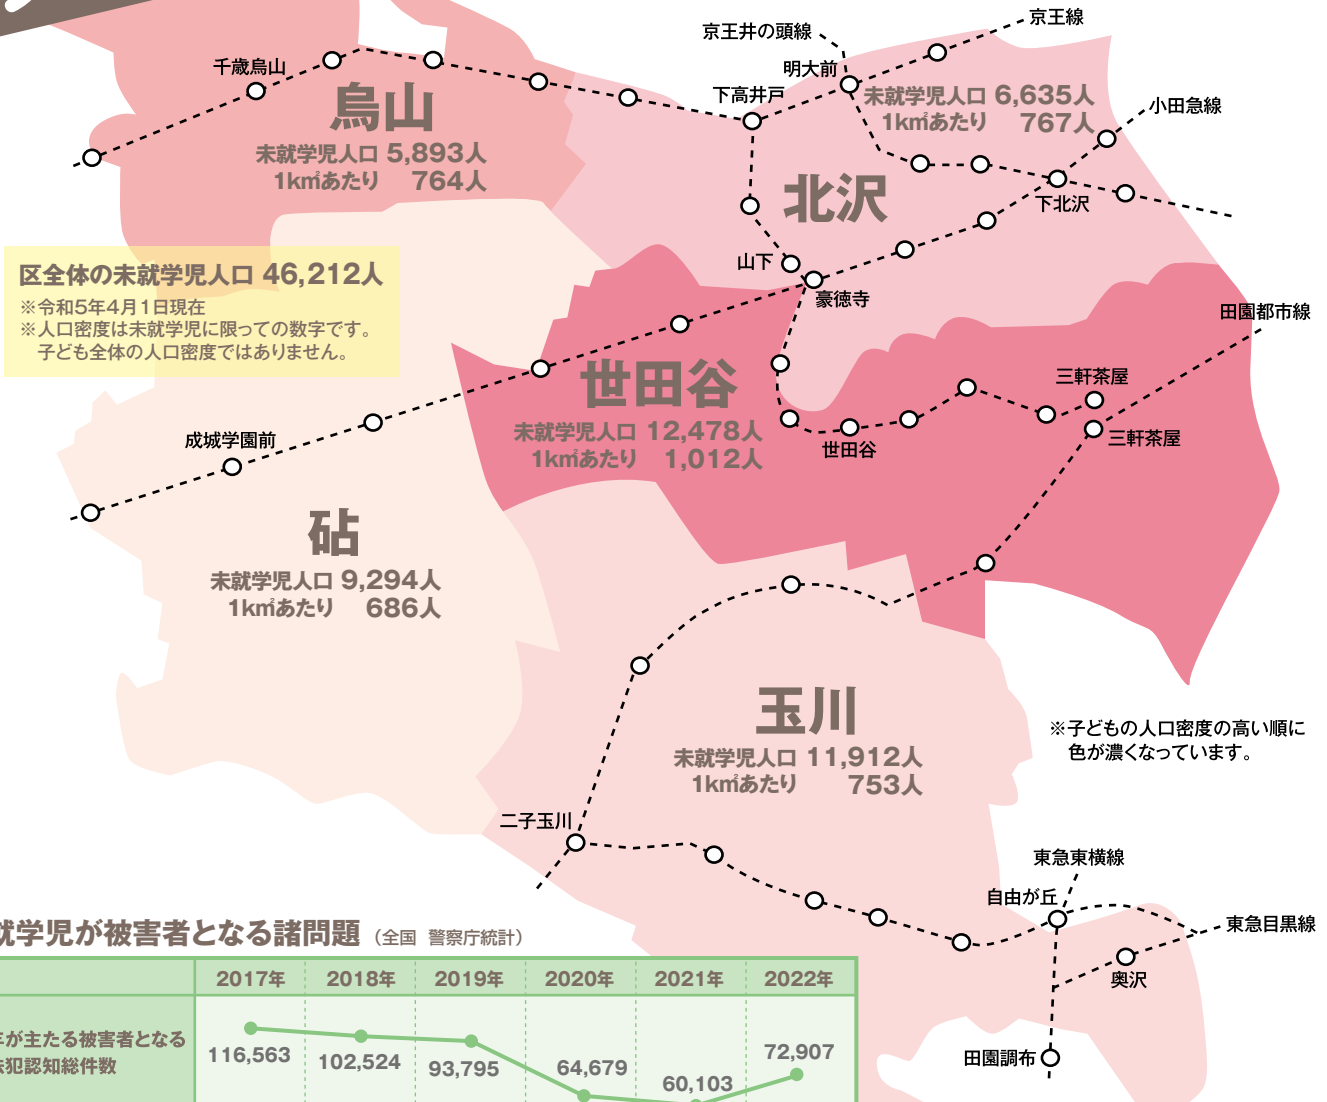 京王線
京王井の頭線
千歳烏山
明大前
下高井戸
小田急線
烏山
未就学児人口 5,893人
1k㎡あたり 764人
未就学児人口 6,635人
1k㎡あたり 767人
北沢
下北沢
山下
豪徳寺
区全体の未就学児人口 46,212人
※令和5年4月1日現在
※人口密度は未就学児に限っての数字です。
子ども全体の人口密度ではありません。
田園都市線
世田谷
未就学児人口 12,478人
1k㎡あたり 1,012人
三軒茶屋
三軒茶屋
世田谷
成城学園前
砧
未就学児人口 9,294人
1k㎡あたり 686人
玉川
未就学児人口 11,912人
1k㎡あたり 753人
※子どもの人口密度の高い順に
色が濃くなっています。
二子玉川
東急東横線
自由が丘
東急目黒線
奥沢
田園調布
就学児が被害者となる諸問題（全国 警察庁統計）
2017年 2018年 2019年 2020年 2021年 2022年
が主たる被害者となる
犯認知総件数
116,563 102,524 93,795 64,679 60,103 72,907